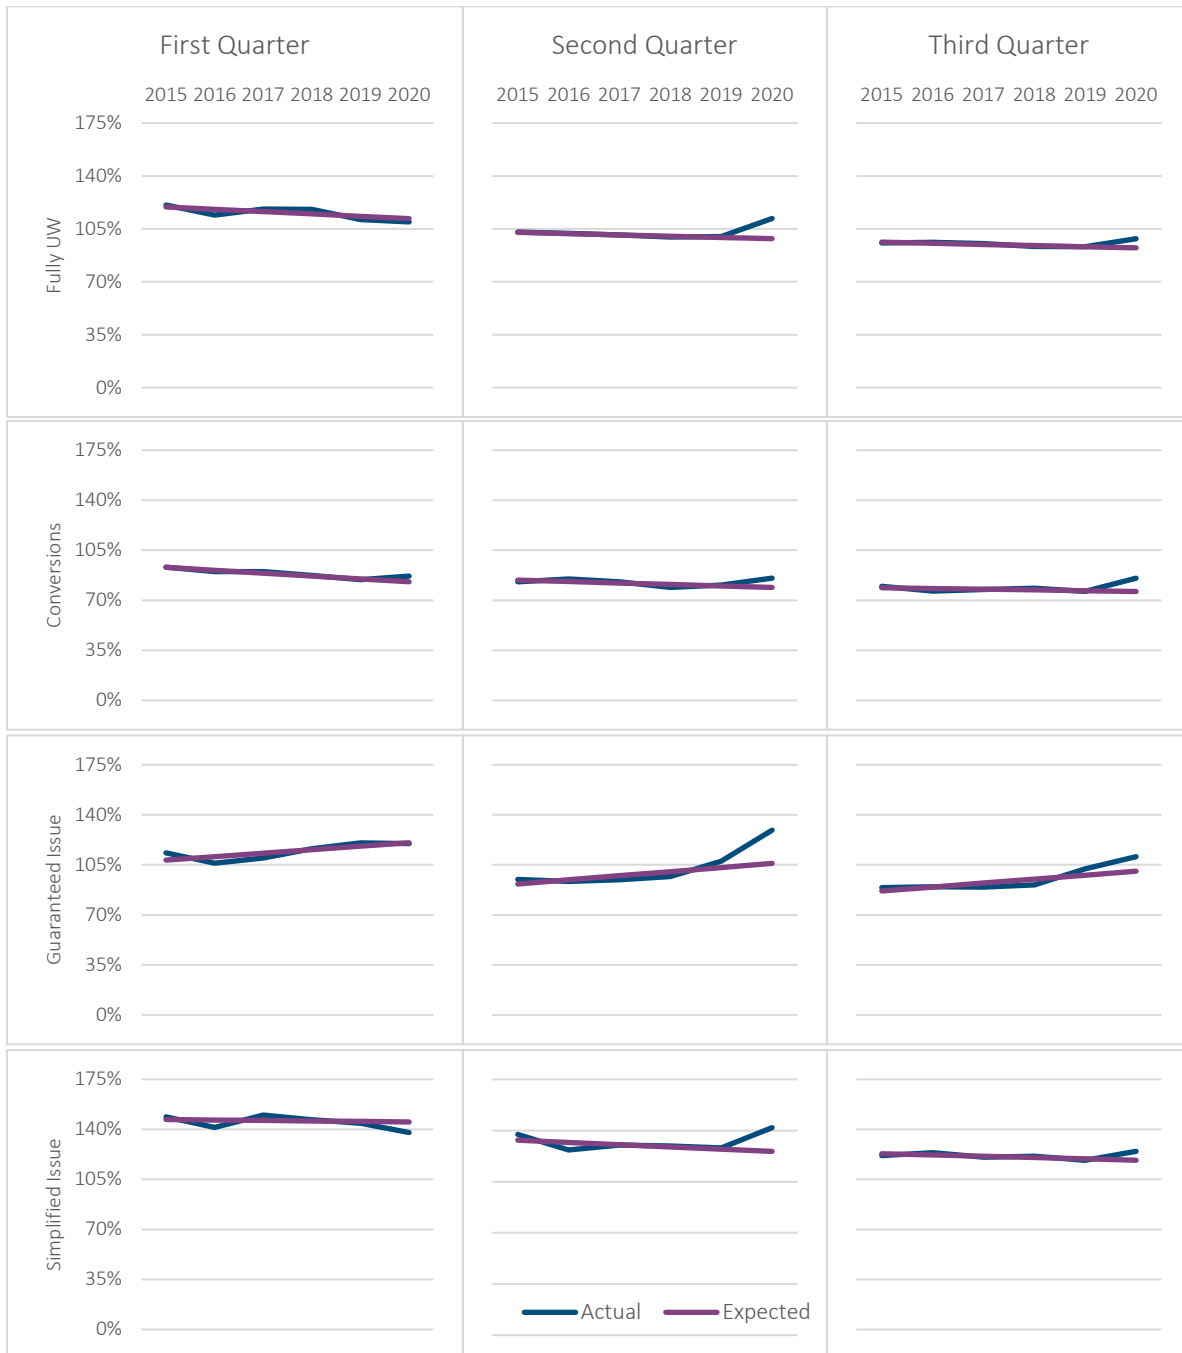 First Quarter
Second Quarter
Third Quarter
2015 2016 2017 2018 2019 2020
2015 2016 2017 2018 2019 2020
2015 2016 2017 2018 2019 2020
Fully UW
175%
140%
105%
70%
35%
0%
Conversions
175%
140%
105%
70%
35%
0%
Guaranteed Issue
175%
140%
105%
70%
35%
0%
Simplified Issue
175%
140%
105%
70%
35%
0%
Actual
Expected